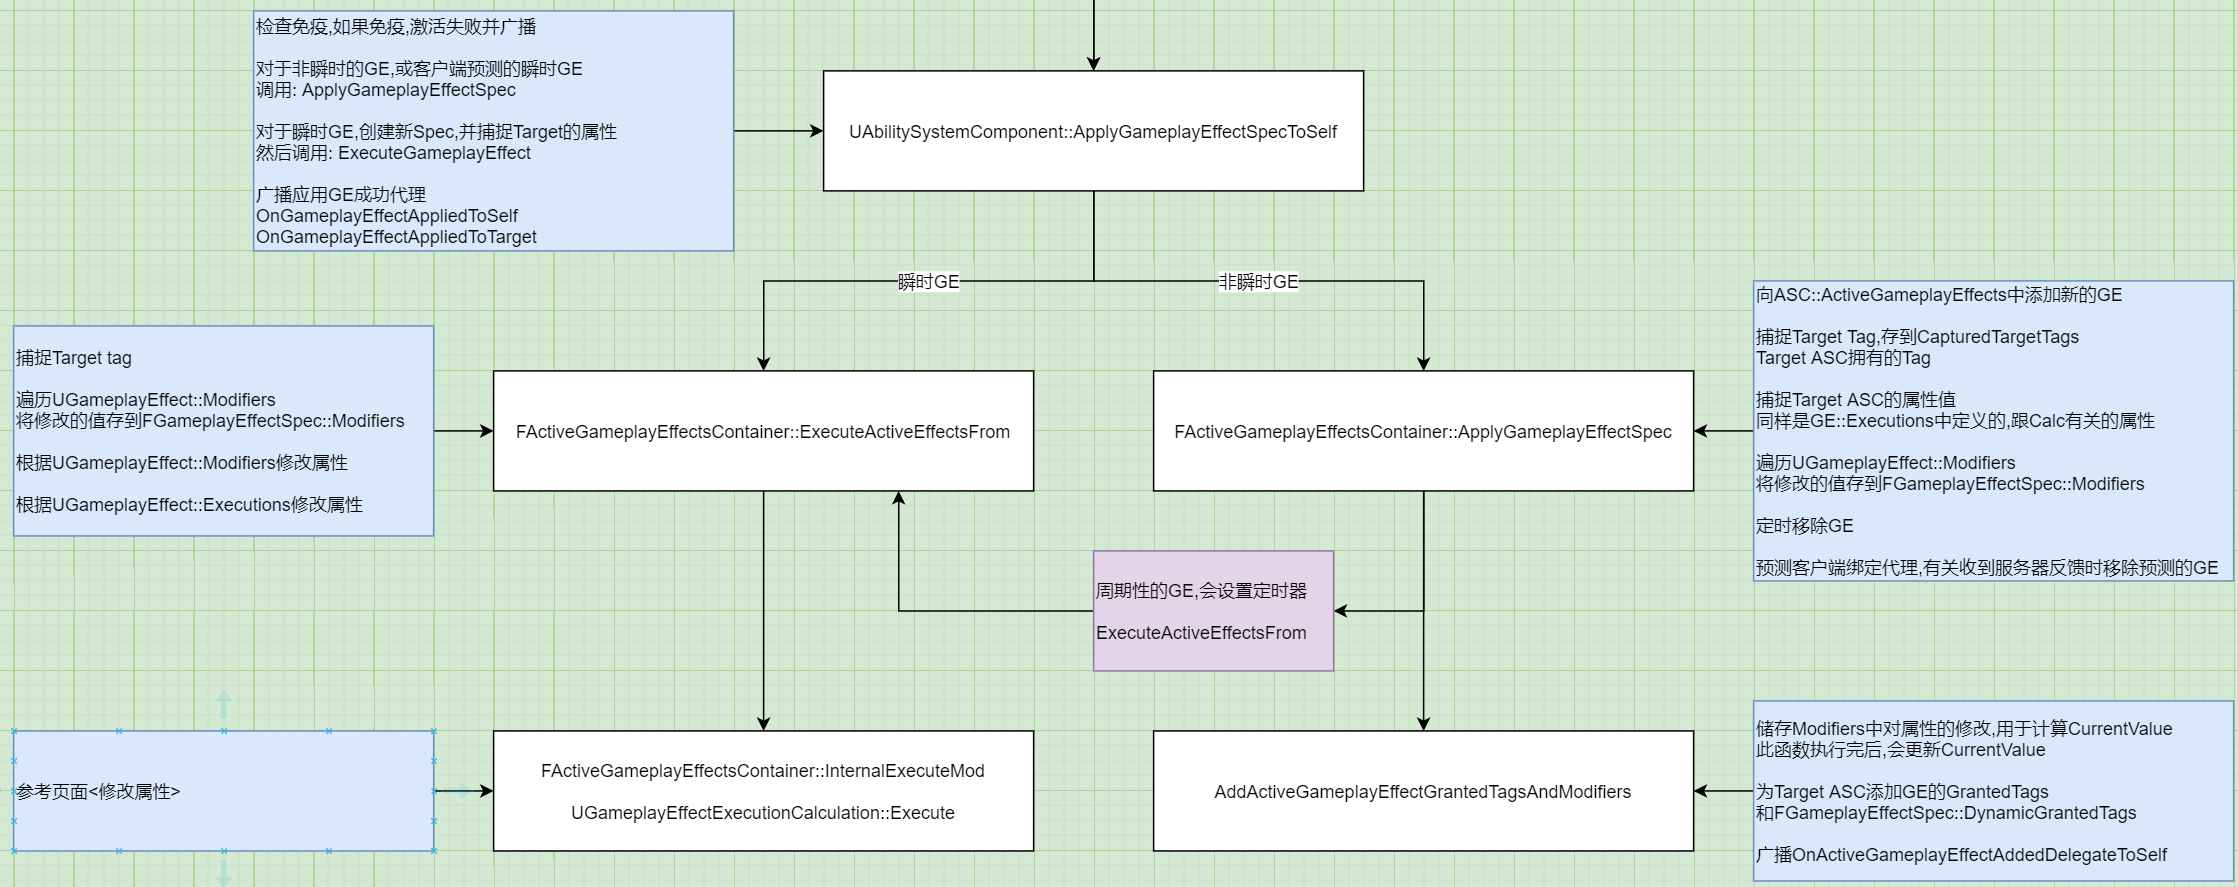 检查免疫,如果免疫,激活失败并广播
对于非瞬时的GE,或客户端预测的瞬时GE
调用: ApplyGameplayEffectSpec
对于瞬时GE,创建新Spec,并捕捉Target的属性
然后调用: ExecuteGameplayEffect
广播应用GE成功代理
OnGameplayEffectAppliedToSelf
OnGameplayEffectAppliedToTarget
UAbilitySystemComponent::ApplyGameplayEffectSpecToSelf
瞬时GE
非瞬时GE
捕捉Target tag
遍历UGameplayEffect::Modifiers
将修改的值存到FGameplayEffectSpec::Modifiers
根据UGameplayEffect::Modifiers修改属性
根据UGameplayEffect::Executions修改属性
FActiveGameplayEffectsContainer::ExecuteActiveEffectsFrom
FActiveGameplayEffectsContainer::ApplyGameplayEffectSpec
向ASC::ActiveGameplayEffects中添加新的GE
捕捉Target Tag,存到CapturedTargetTags
Target ASC拥有的Tag
捕捉Target ASC的属性值
同样是GE::Executions中定义的,跟Calc有关的属性
遍历UGameplayEffect::Modifiers
将修改的值存到FGameplayEffectSpec::Modifiers
定时移除GE
预测客户端绑定代理,有关收到服务器反馈时移除预测的GE
周期性的GE,会设置定时器
ExecuteActiveEffectsFrom
参考页面<修改属性>
FActiveGameplayEffectsContainer::InternalExecuteMod
UGameplayEffectExecutionCalculation::Execute
AddActiveGameplayEffectGrantedTagsAndModifiers
储存Modifiers中对属性的修改,用于计算CurrentValue
此函数执行完后,会更新CurrentValue
为Target ASC添加GE的GrantedTags
和FGameplayEffectSpec::DynamicGrantedTags
广播OnActiveGameplayEffectAddedDelegateToSelf